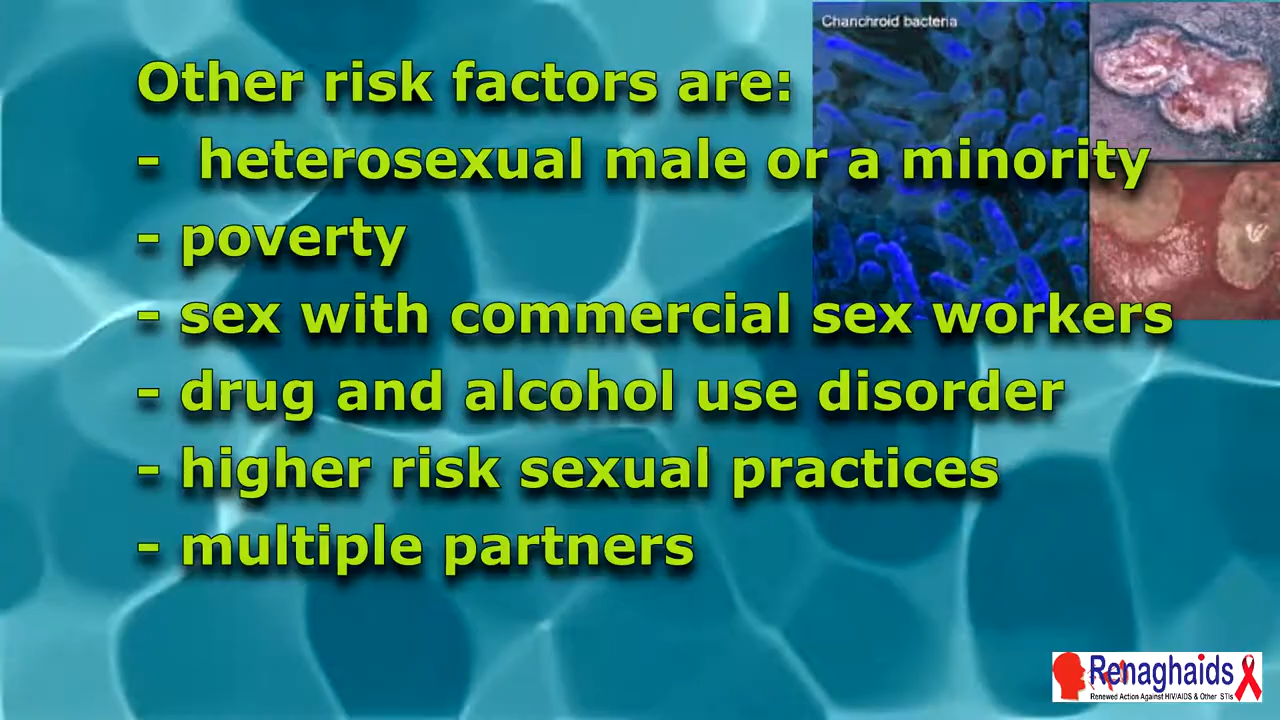 Chanchroid bacteria
Other risk factors are:
- heterosexual male or a minority
- poverty
- sex with commercial sex workers
- drug and alcohol use disorder
- higher risk sexual practices
- multiple partners
Renaghaids
Renewed Action Against HIV/AIDS & Other STIs